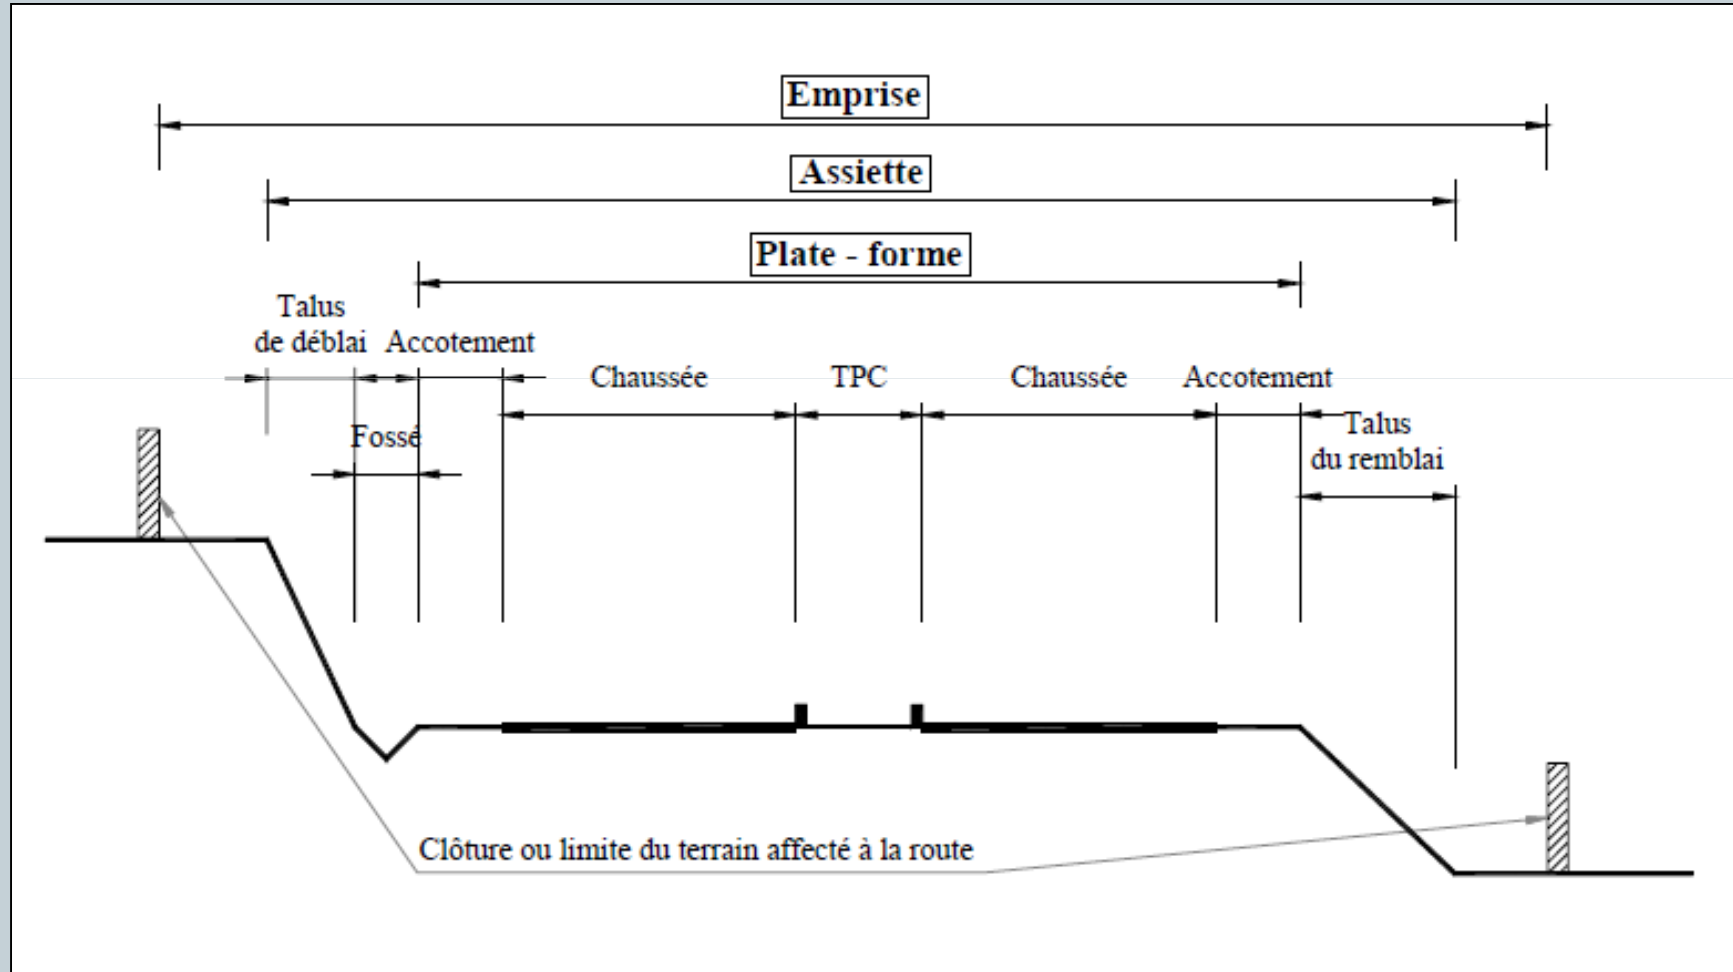 Emprise
Assiette
Plate - forme
Talus
de déblai
Accotement
Chaussée
TPC
Chaussée
Accotement
Fossé
Talus
du remblai
Clôture ou limite du terrain affecté à la route